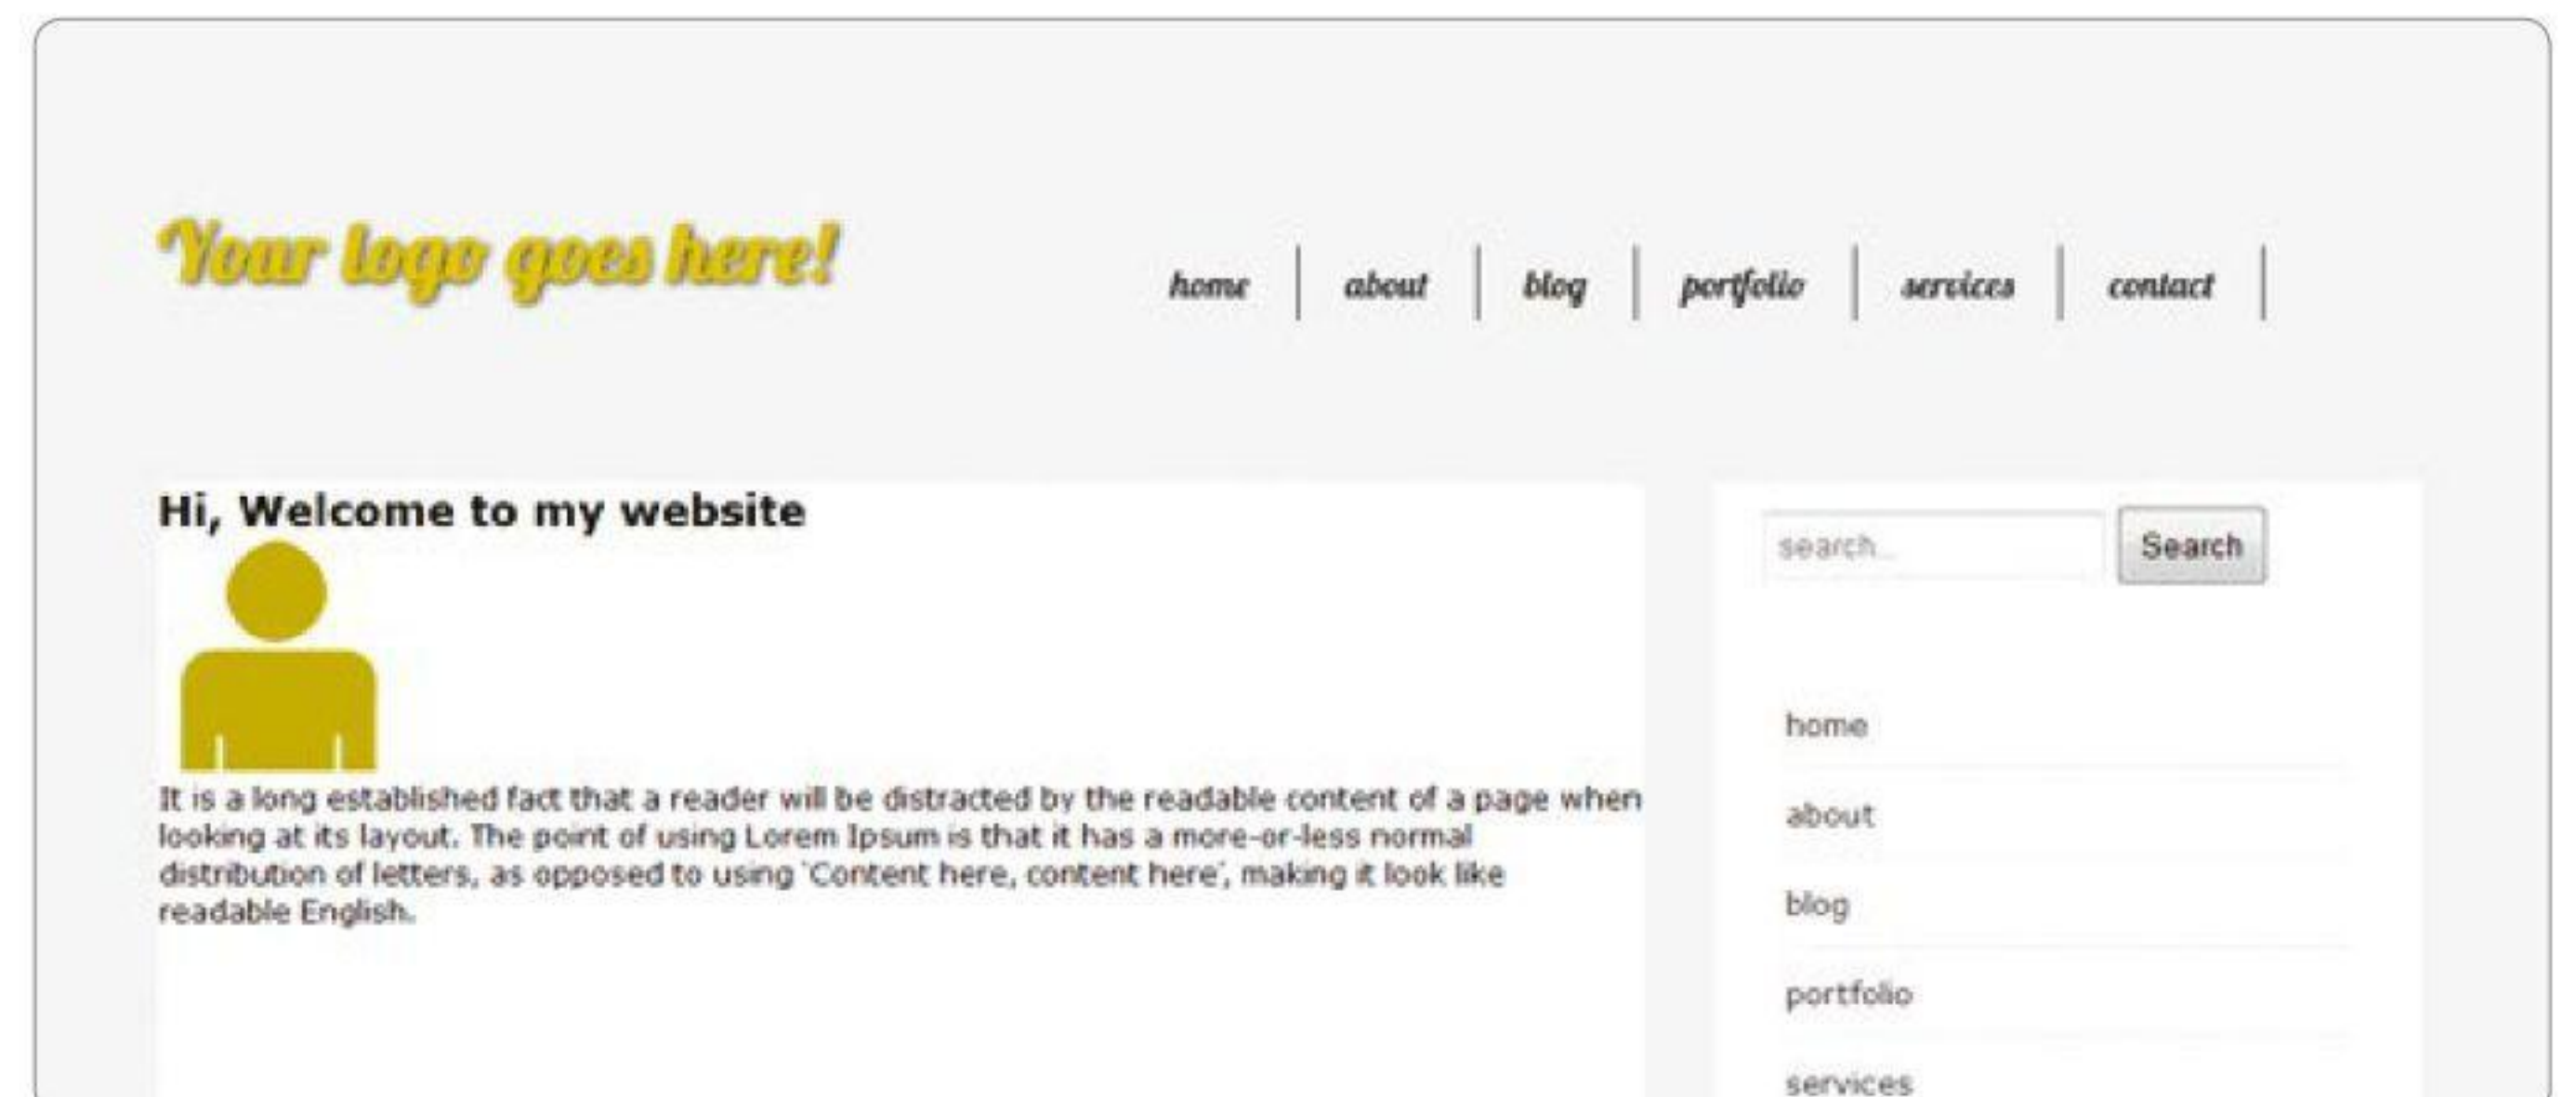 Your logo goes here!
home about blog portfolio services contact
Hi, Welcome to my website
It is a long established fact that a reader will be distracted by the readable content of a page when
looking at its layout. The point of using Lorem Ipsum is that it has a more-or-less normal
distribution of letters, as opposed to using 'Content here, content here', making it look like
readable English.
search... Search
home
about
blog
portfolio
services